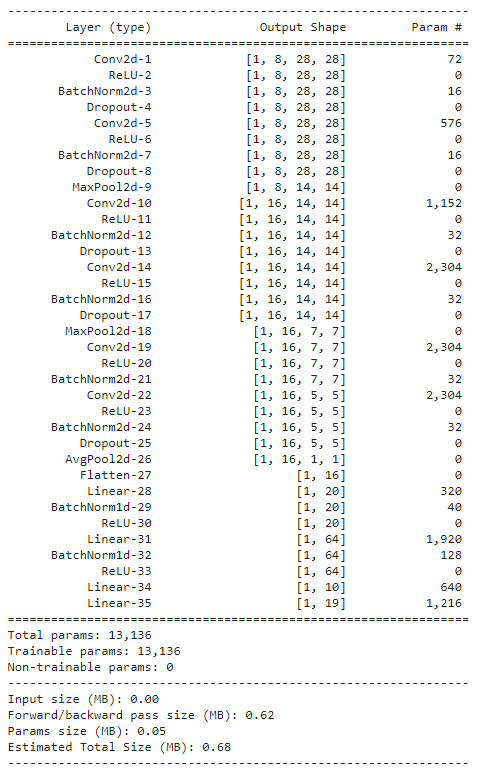 ----------------------------------------------------------------
Layer (type) Output Shape Param #
================================================================
Conv2d-1 [1, 8, 28, 28] 72
ReLU-2 [1, 8, 28, 28] 0
BatchNorm2d-3 [1, 8, 28, 28] 16
Dropout-4 [1, 8, 28, 28] 0
Conv2d-5 [1, 8, 28, 28] 576
ReLU-6 [1, 8, 28, 28] 0
BatchNorm2d-7 [1, 8, 28, 28] 16
Dropout-8 [1, 8, 28, 28] 0
MaxPool2d-9 [1, 8, 14, 14] 0
Conv2d-10 [1, 16, 14, 14] 1,152
ReLU-11 [1, 16, 14, 14] 0
BatchNorm2d-12 [1, 16, 14, 14] 32
Dropout-13 [1, 16, 14, 14] 0
Conv2d-14 [1, 16, 14, 14] 2,304
ReLU-15 [1, 16, 14, 14] 0
BatchNorm2d-16 [1, 16, 14, 14] 32
Dropout-17 [1, 16, 14, 14] 0
MaxPool2d-18 [1, 16, 7, 7] 0
Conv2d-19 [1, 16, 7, 7] 2,304
ReLU-20 [1, 16, 7, 7] 0
BatchNorm2d-21 [1, 16, 7, 7] 32
Conv2d-22 [1, 16, 5, 5] 2,304
ReLU-23 [1, 16, 5, 5] 0
BatchNorm2d-24 [1, 16, 5, 5] 32
Dropout-25 [1, 16, 5, 5] 0
AvgPool2d-26 [1, 16, 1, 1] 0
Flatten-27 [1, 16] 0
Linear-28 [1, 20] 320
BatchNorm1d-29 [1, 20] 40
ReLU-30 [1, 20] 0
Linear-31 [1, 64] 1,920
BatchNorm1d-32 [1, 64] 128
ReLU-33 [1, 64] 0
Linear-34 [1, 10] 640
Linear-35 [1, 19] 1,216
================================================================
Total params: 13,136
Trainable params: 13,136
Non-trainable params: 0
----------------------------------------------------------------
Input size (MB): 0.00
Forward/backward pass size (MB): 0.62
Params size (MB): 0.05
Estimated Total Size (MB): 0.68
----------------------------------------------------------------